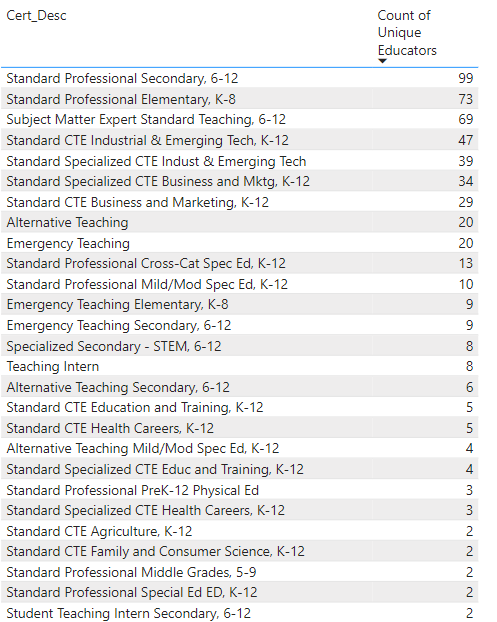 Cert_Desc Count of
Unique
Educators
Standard Professional Secondary, 6-12 99
Standard Professional Elementary, K-8 73
Subject Matter Expert Standard Teaching, 6-12 69
Standard CTE Industrial & Emerging Tech, K-12 47
Standard Specialized CTE Indust & Emerging Tech 39
Standard Specialized CTE Business and Mktg, K-12 34
Standard CTE Business and Marketing, K-12 29
Alternative Teaching 20
Emergency Teaching 20
Standard Professional Cross-Cat Spec Ed, K-12 13
Standard Professional Mild/Mod Spec Ed, K-12 10
Emergency Teaching Elementary, K-8 9
Emergency Teaching Secondary, 6-12 9
Specialized Secondary - STEM, 6-12 8
Teaching Intern 8
Alternative Teaching Secondary, 6-12 6
Standard CTE Education and Training, K-12 5
Standard CTE Health Careers, K-12 5
Alternative Teaching Mild/Mod Spec Ed, K-12 4
Standard Specialized CTE Educ and Training, K-12 4
Standard Professional PreK-12 Physical Ed 3
Standard Specialized CTE Health Careers, K-12 3
Standard CTE Agriculture, K-12 2
Standard CTE Family and Consumer Science, K-12 2
Standard Professional Middle Grades, 5-9 2
Standard Professional Special Ed ED, K-12 2
Student Teaching Intern Secondary, 6-12 2